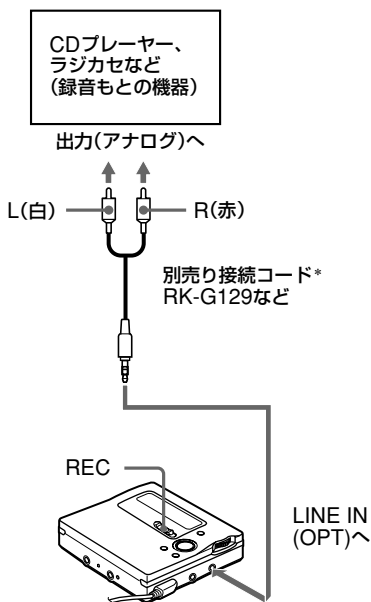 CDプレーヤー、
ラジカセなど
（録音もとの機器）
出力（アナログ）へ
L（白）
R（赤）
別売り接続コード*
RK-G129など
REC
LINE IN
(OPT)へ